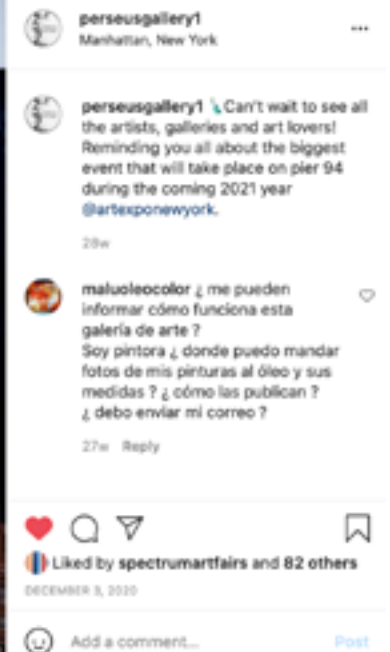 perseusgallery1
Manhattan, New York
perseusgallery1 🗽Can't wait to see all
the artists, galleries and art lovers!
Reminding you all about the biggest
event that will take place on pier 94
during the coming 2021 year
@artexponewyork.
28w
maluoleocolor ¿ me pueden
informar cómo funciona esta
galería de arte ?
Soy pintora ¿ donde puedo mandar
fotos de mis pinturas al óleo y sus
medidas ? ¿ cómo las publican ?
¿ debo enviar mi correo ?
27w Reply
Liked by spectrumartfairs and 82 others
DECEMBER 3, 2020
Add a comment...
Post